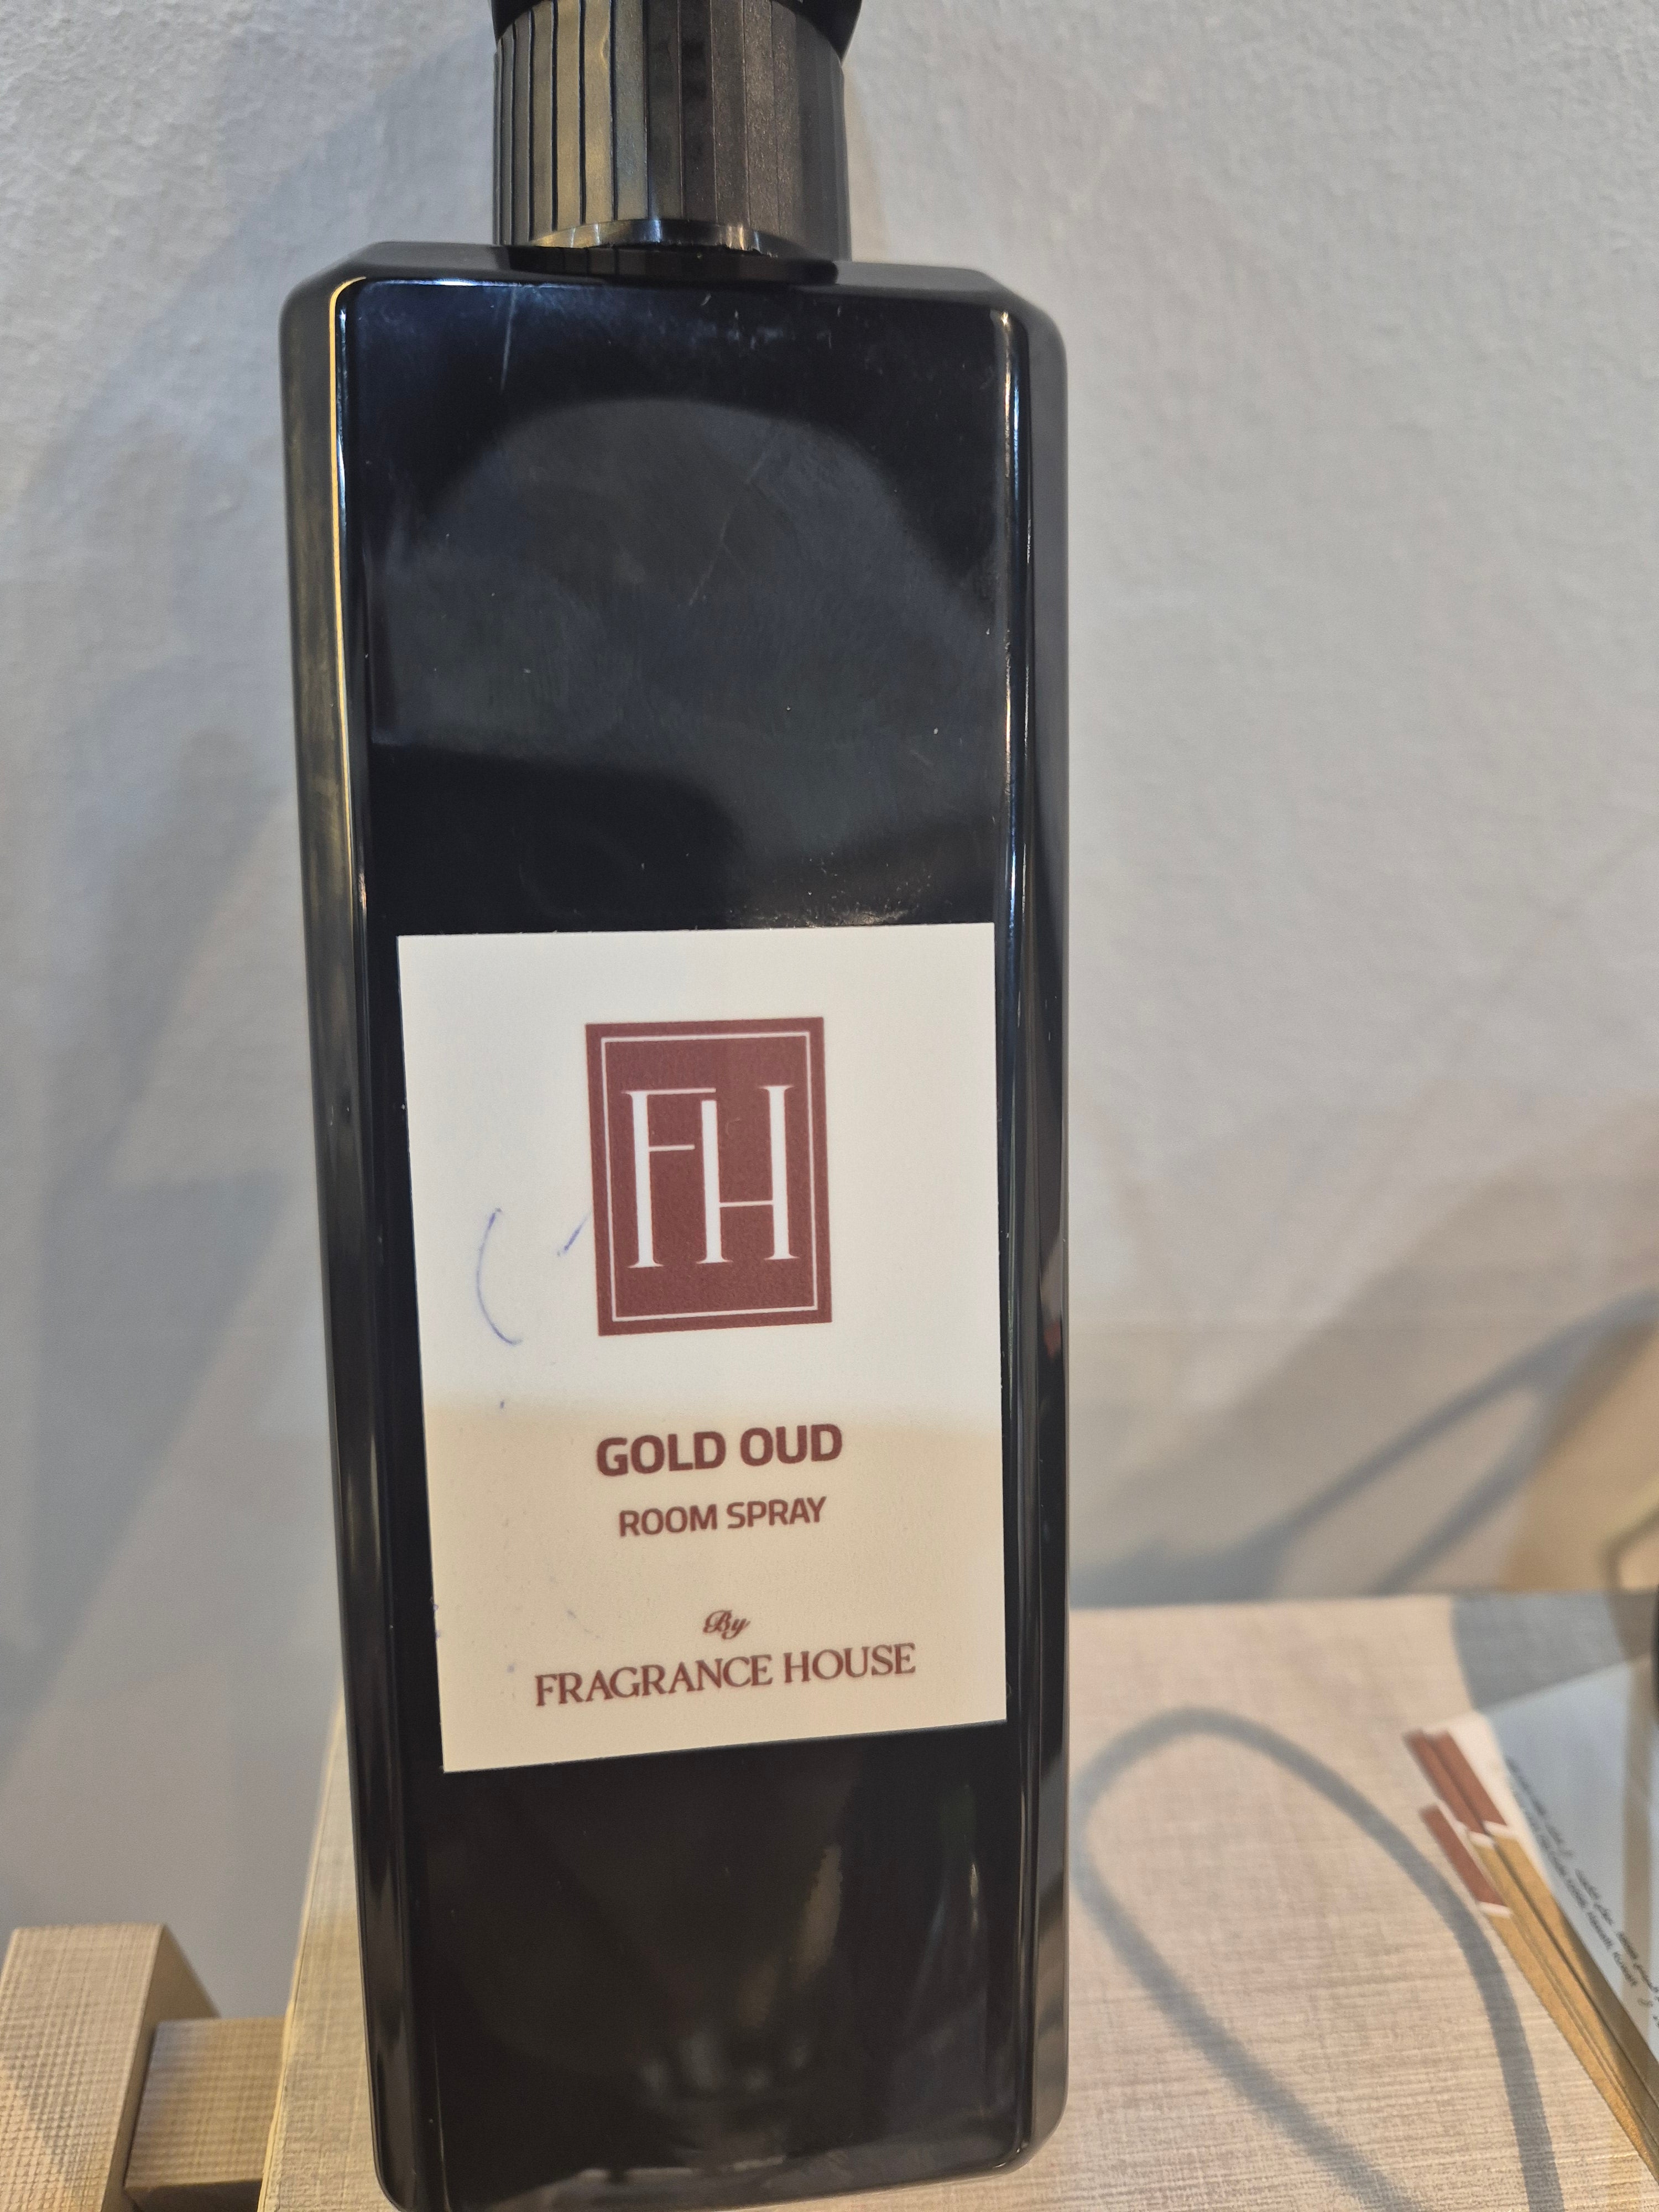 FH
GOLD OUD
ROOM SPRAY
By
FRAGRANCE HOUSE